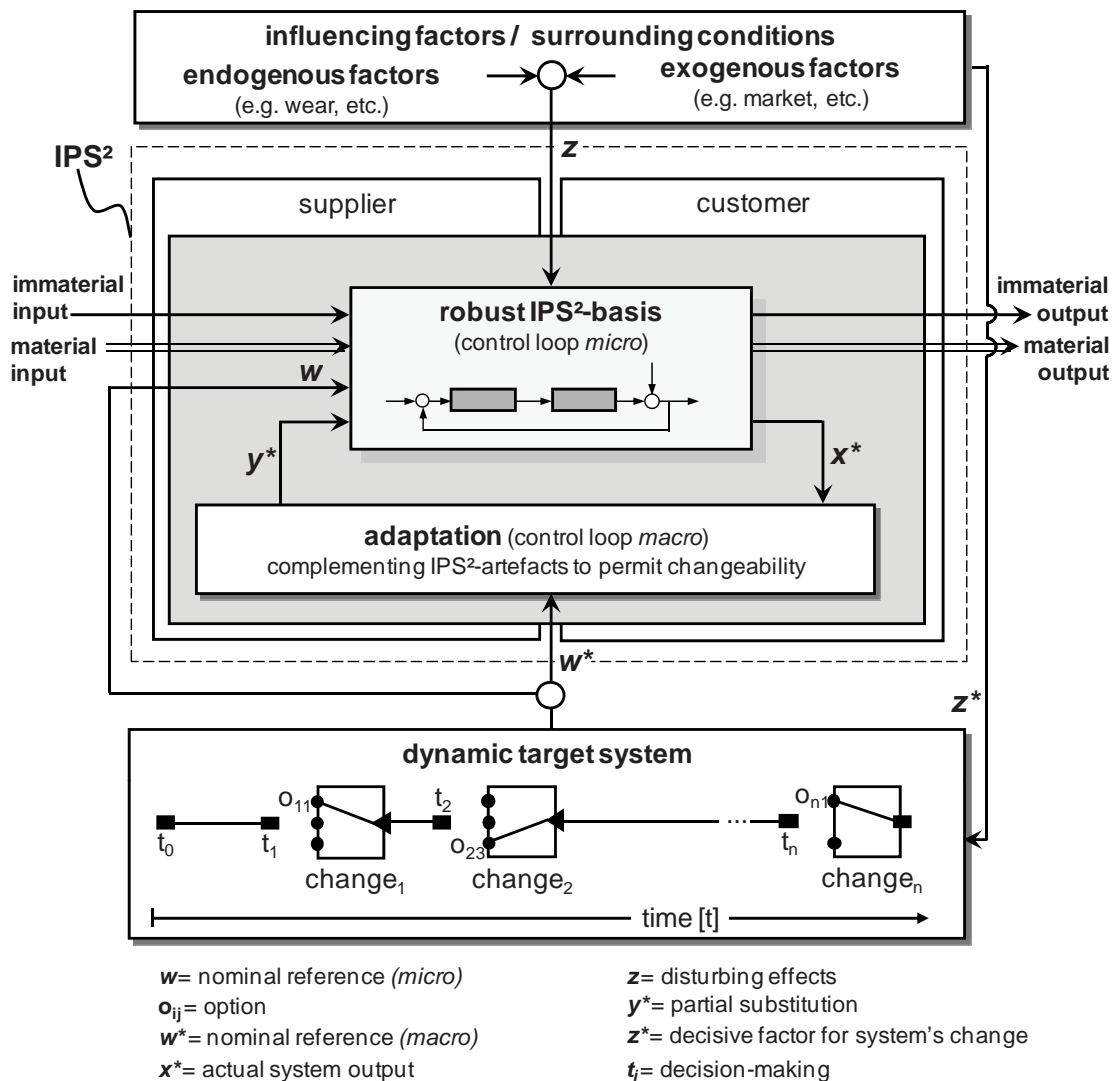 influencing factors / surrounding conditions
endogenous factors
(e.g. wear, etc.)
exogenous factors
(e.g. market, etc.)
z
IPS²
supplier
customer
immaterial
input
material
input
robust IPS²-basis
(control loop micro)
immaterial
output
material
output
w
y*
x*
adaptation (control loop macro)
complementing IPS²-artefacts to permit changeability
w*
z*
dynamic target system
t0
t1
o11
change1
t2
o23
change2
...
tn
on1
changen
time [t]
w= nominal reference (micro)
oij= option
w*= nominal reference (macro)
x*= actual system output
z= disturbing effects
y*= partial substitution
z*= decisive factor for system's change
ti= decision-making